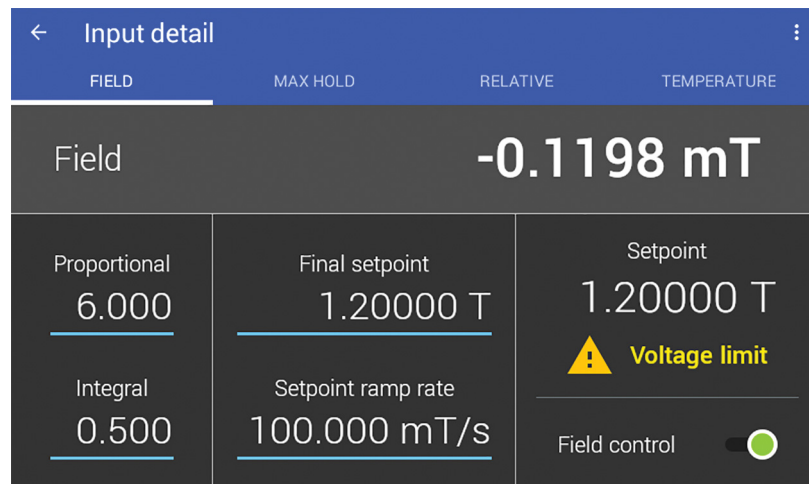 Input detail
FIELD MAX HOLD RELATIVE TEMPERATURE
Field -0.1198 mT
Proportional
6.000
Integral
0.500
Final setpoint
1.20000 T
Setpoint ramp rate
100.000 mT/s
Setpoint
1.20000 T
Voltage limit
Field control